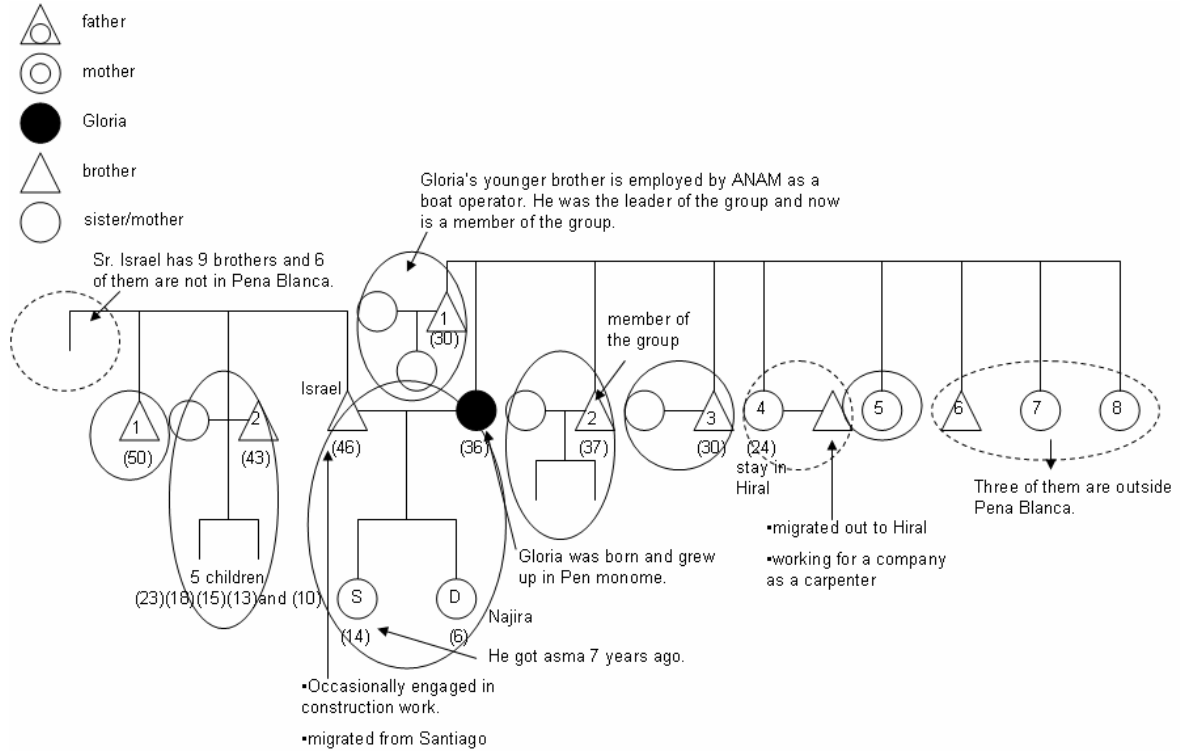 father
mother
Gloria
brother
sister/mother
Gloria's younger brother is employed by ANAM as a
boat operator. He was the leader of the group and now
is a member of the group.
Sr. Israel has 9 brothers and 6
of them are not in Pena Blanca.
1
(30)
member of
the group
Israel
1
(50)
2
(43)
(46)
(36)
2
(37)
3
(30)
4
(24)
stay in
Hiral
5
6
7
8
Three of them are outside
Pena Blanca.
▪migrated out to Hiral
▪working for a company
as a carpenter
Gloria was born and grew
up in Pen monome.
5 children
(23)(18)(15)(13)and (10)
S
(14)
D
(6)
Najira
He got asma 7 years ago.
▪Occasionally engaged in
construction work.
▪migrated from Santiago